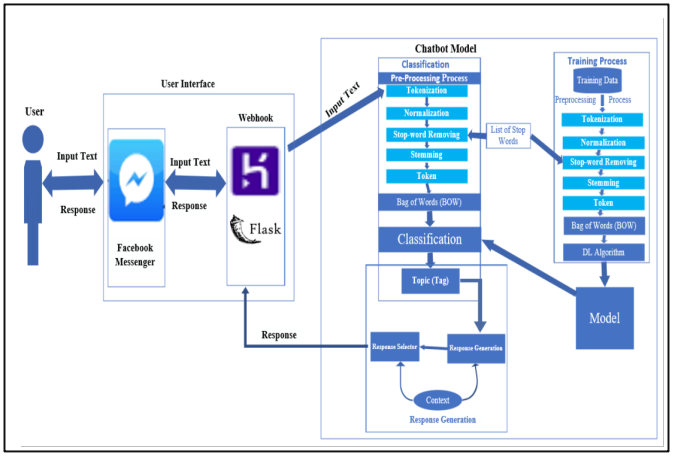 Chatbot Model
User Interface
User
Input Text
Response
Facebook
Messenger
Input Text
Response
Webhook
Flask
Input Text
Classification
Pre-Processing Process
Tokenization
Normalization
Stop-word Removing
Stemming
Token
Bag of Words (BOW)
Classification
Topic (Tag)
List of Stop
Words
Training Process
Training Data
Preprocessing Process
Tokenization
Normalization
Stop-word Removing
Stemming
Token
Bag of Words (BOW)
DL Algorithm
Model
Response
Response Selector
Response Generation
Context
Response Generation